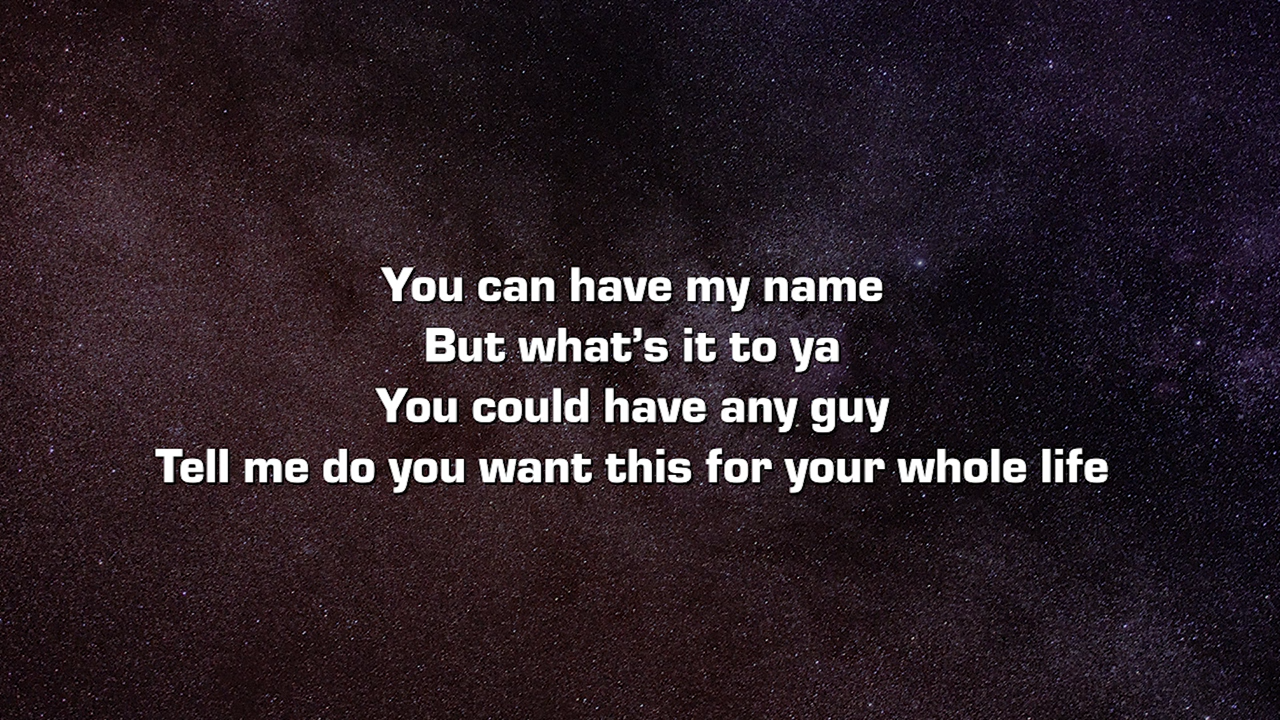 You can have my name
But what’s it to ya
You could have any guy
Tell me do you want this for your whole life